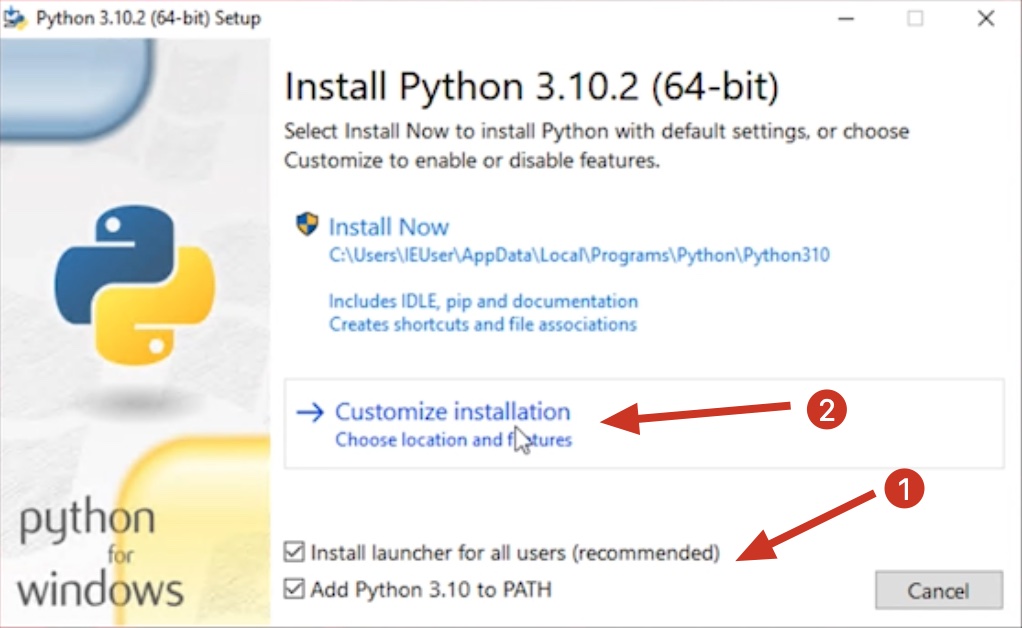 Python 3.10.2 (64-bit) Setup
Install Python 3.10.2 (64-bit)
Select Install Now to install Python with default settings, or choose
Customize to enable or disable features.
Install Now
C:\Users\IEUser\AppData\Local\Programs\Python\Python310
Includes IDLE, pip and documentation
Creates shortcuts and file associations
Customize installation
2
Choose location and features
1
python
for
windows
Install launcher for all users (recommended)
Add Python 3.10 to PATH
Cancel